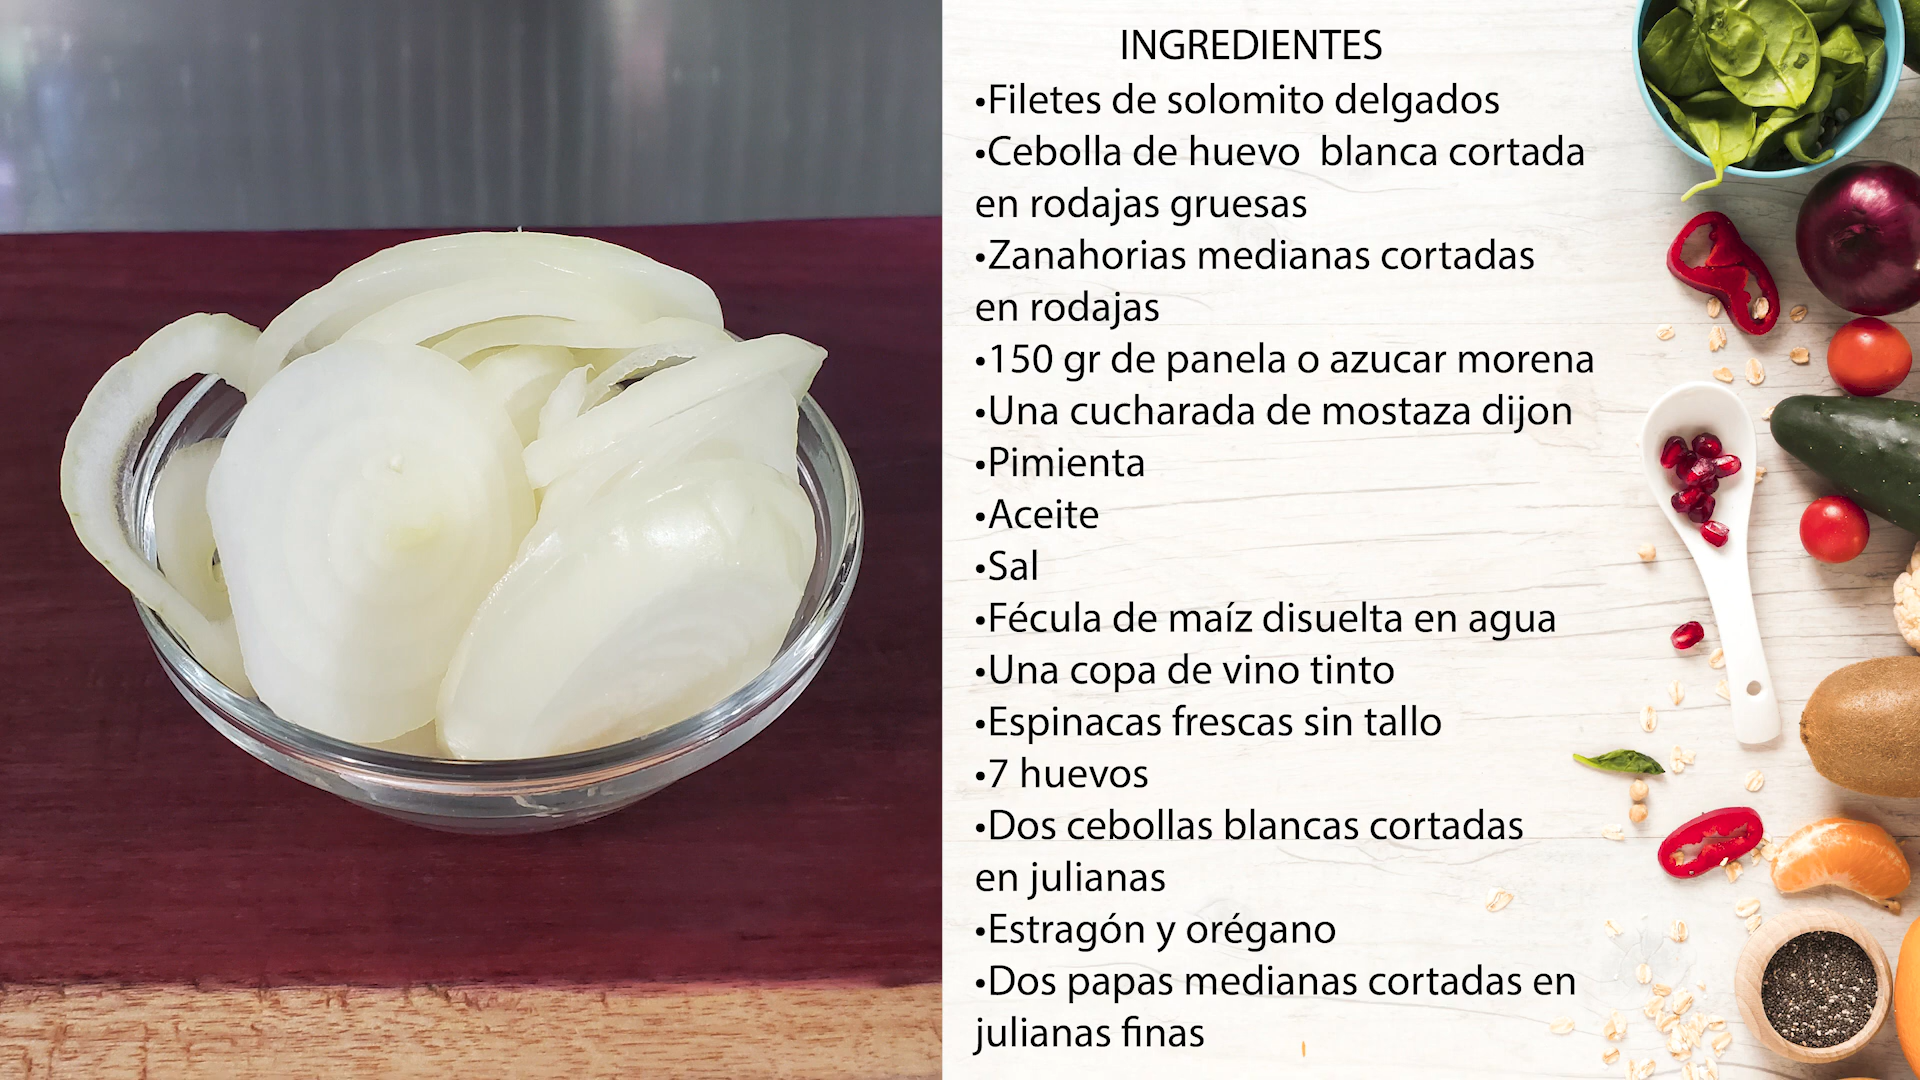 INGREDIENTES
•Filetes de solomito delgados
•Cebolla de huevo  blanca cortada
en rodajas gruesas
•Zanahorias medianas cortadas
en rodajas
•150 gr de panela o azucar morena
•Una cucharada de mostaza dijon
•Pimienta
•Aceite
•Sal
•Fécula de maíz disuelta en agua
•Una copa de vino tinto
•Espinacas frescas sin tallo
•7 huevos
•Dos cebollas blancas cortadas
en julianas
•Estragón y orégano
•Dos papas medianas cortadas en
julianas finas